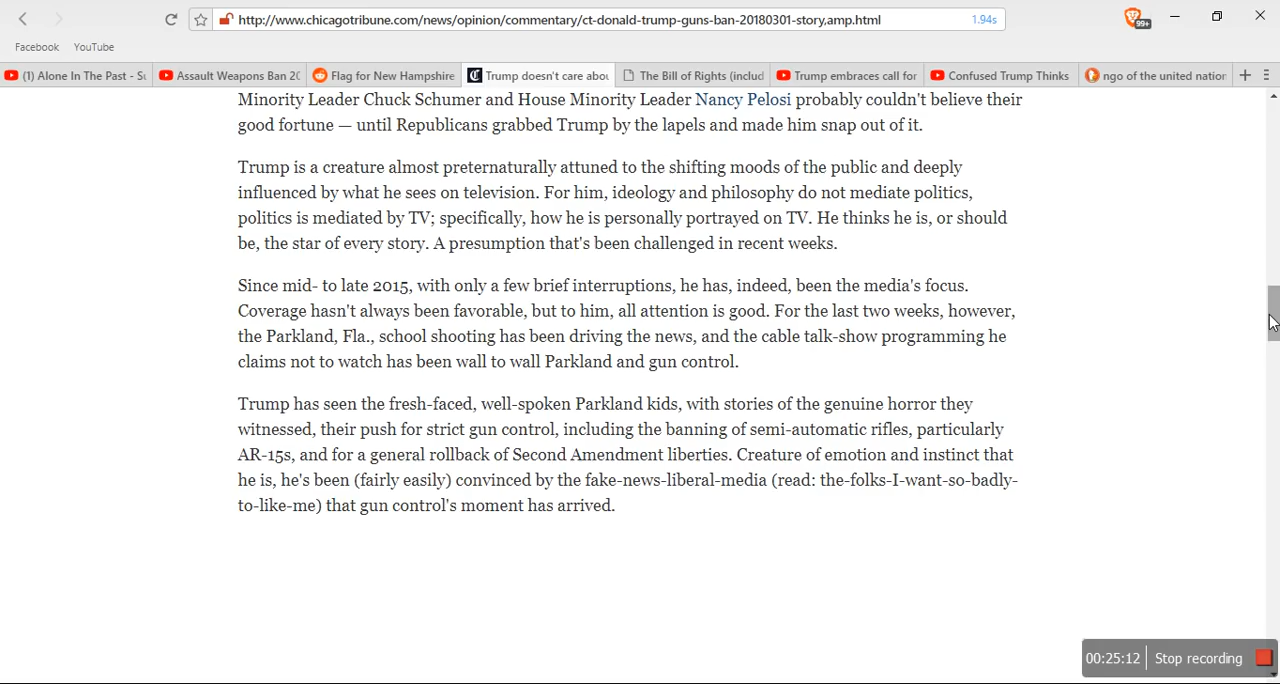 http://www.chicagotribune.com/news/opinion/commentary/ct-donald-trump-guns-ban-20180301-story,amp.html
1.94s
99+
Facebook
YouTube
(1) Alone In The Past - Su
Assault Weapons Ban 20
Flag for New Hampshire
Trump doesn't care abou
The Bill of Rights (includ
Trump embraces call for
Confused Trump Thinks
ngo of the united nation
Minority Leader Chuck Schumer and House Minority Leader Nancy Pelosi probably couldn't believe their
good fortune — until Republicans grabbed Trump by the lapels and made him snap out of it.
Trump is a creature almost preternaturally attuned to the shifting moods of the public and deeply
influenced by what he sees on television. For him, ideology and philosophy do not mediate politics,
politics is mediated by TV; specifically, how he is personally portrayed on TV. He thinks he is, or should
be, the star of every story. A presumption that's been challenged in recent weeks.
Since mid- to late 2015, with only a few brief interruptions, he has, indeed, been the media's focus.
Coverage hasn't always been favorable, but to him, all attention is good. For the last two weeks, however,
the Parkland, Fla., school shooting has been driving the news, and the cable talk-show programming he
claims not to watch has been wall to wall Parkland and gun control.
Trump has seen the fresh-faced, well-spoken Parkland kids, with stories of the genuine horror they
witnessed, their push for strict gun control, including the banning of semi-automatic rifles, particularly
AR-15s, and for a general rollback of Second Amendment liberties. Creature of emotion and instinct that
he is, he's been (fairly easily) convinced by the fake-news-liberal-media (read: the-folks-I-want-so-badly-
to-like-me) that gun control's moment has arrived.
00:25:12
Stop recording